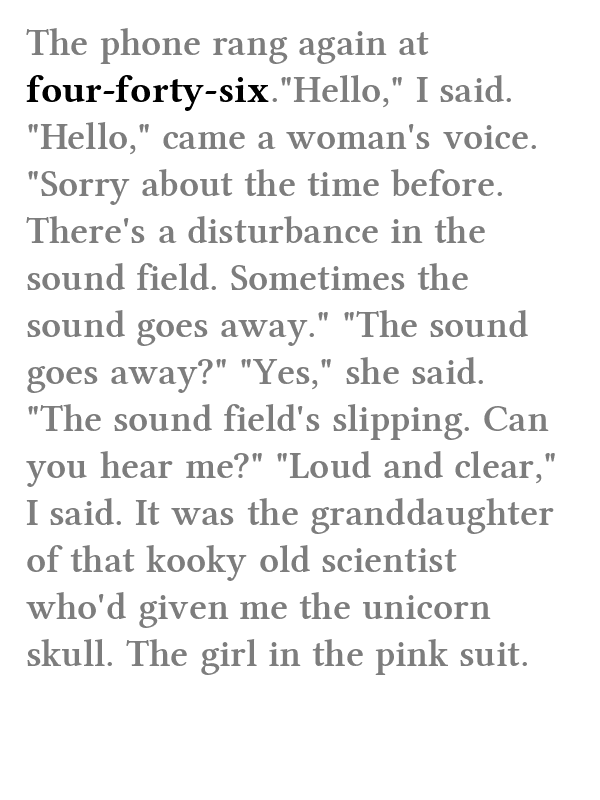 The phone rang again at
four-forty-six."Hello," I said.
"Hello," came a woman's voice.
"Sorry about the time before.
There's a disturbance in the
sound field. Sometimes the
sound goes away." "The sound
goes away?" "Yes," she said.
"The sound field's slipping. Can
you hear me?" "Loud and clear,"
I said. It was the granddaughter
of that kooky old scientist
who'd given me the unicorn
skull. The girl in the pink suit.